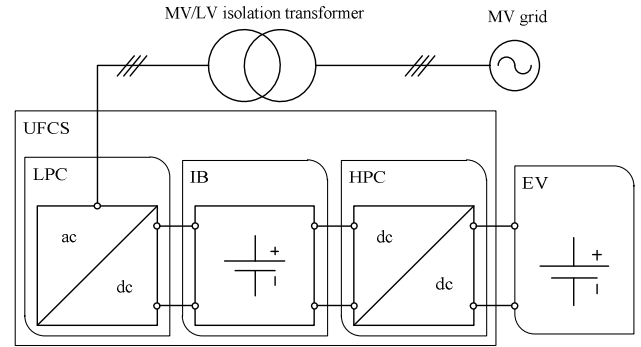 MV/LV isolation transformer
MV grid
UFCS
LPC
IB
HPC
EV
ac
dc
+
dc
dc
+